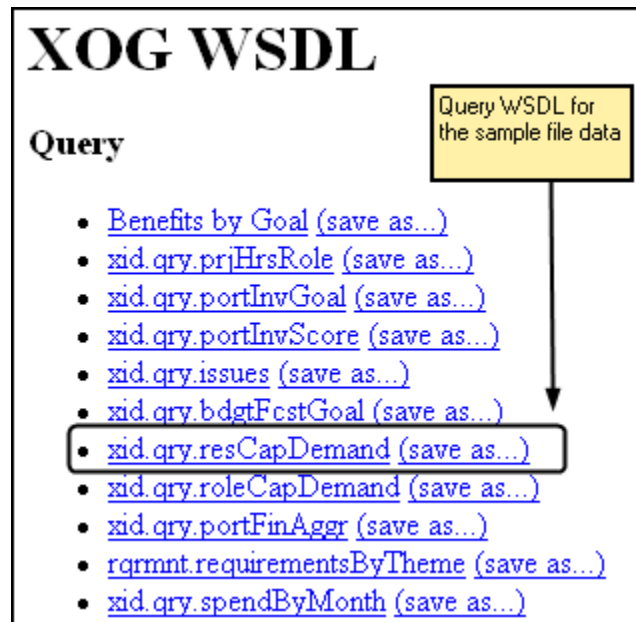 XOG WSDL
Query WSDL for
the sample file data
Query
Benefits by Goal (save as...)
xid.qry.prjHrsRole (save as...)
xid.qry.portInvGoal (save as...)
xid.qry.portInvScore (save as...)
xid.qry.issues (save as...)
xid.qry.bdgtFcstGoal (save as...)
xid.qry.resCapDemand (save as...)
xid.qry.roleCapDemand (save as...)
xid.qry.portFinAggr (save as...)
rqrmnt.requirementsByTheme (save as...)
xid.qry.spendByMonth (save as...)